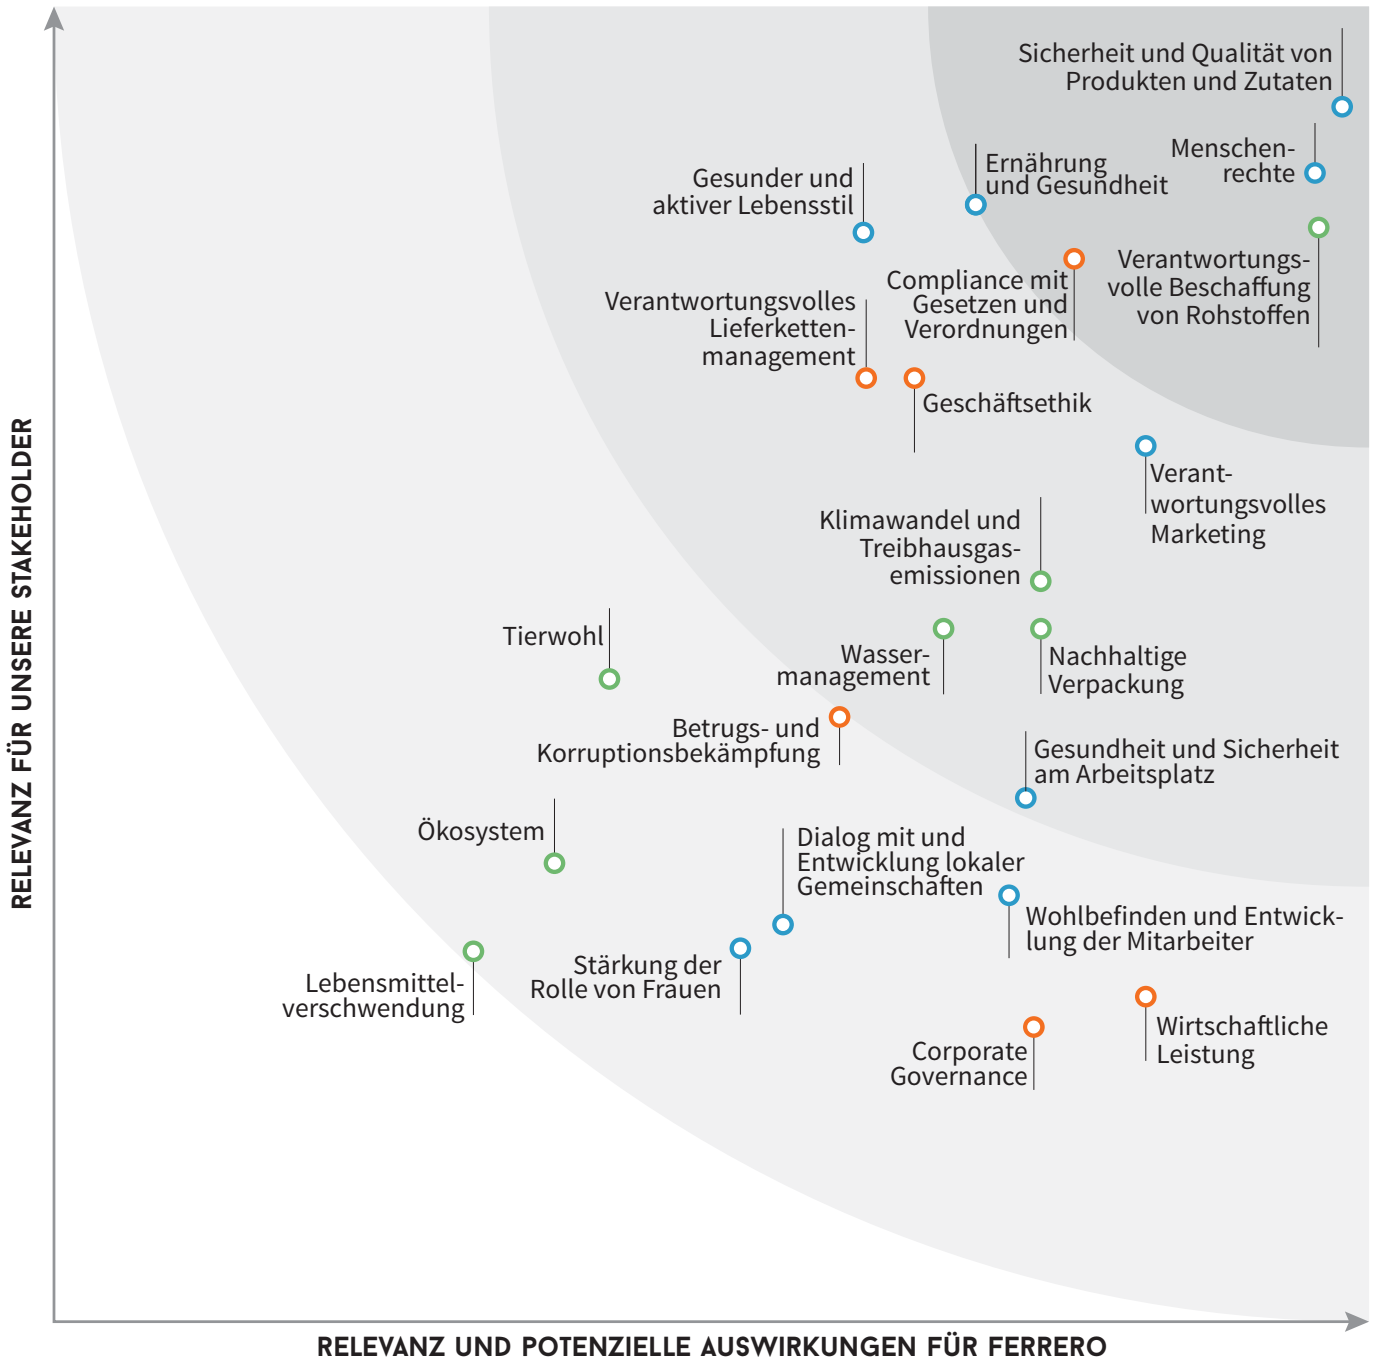 Sicherheit und Qualität von
Produkten und Zutaten
Menschen-
rechte
Ernährung
und Gesundheit
Gesunder und
aktiver Lebensstil
Verantwortungs-
volle Beschaffung
von Rohstoffen
Compliance mit
Gesetzen und
Verordnungen
Verantwortungsvolles
Lieferketten-
management
Geschäftsethik
Verant-
wortungsvolles
Marketing
Klimawandel und
Treibhausgas-
emissionen
Tierwohl
Wasser-
management
Nachhaltige
Verpackung
Betrugs- und
Korruptionsbekämpfung
Gesundheit und Sicherheit
am Arbeitsplatz
Ökosystem
Dialog mit und
Entwicklung lokaler
Gemeinschaften
Wohlbefinden und Entwick-
lung der Mitarbeiter
Stärkung der
Rolle von Frauen
Lebensmittel-
verschwendung
Wirtschaftliche
Leistung
Corporate
Governance
RELEVANZ FÜR UNSERE STAKEHOLDER
RELEVANZ UND POTENZIELLE AUSWIRKUNGEN FÜR FERRERO